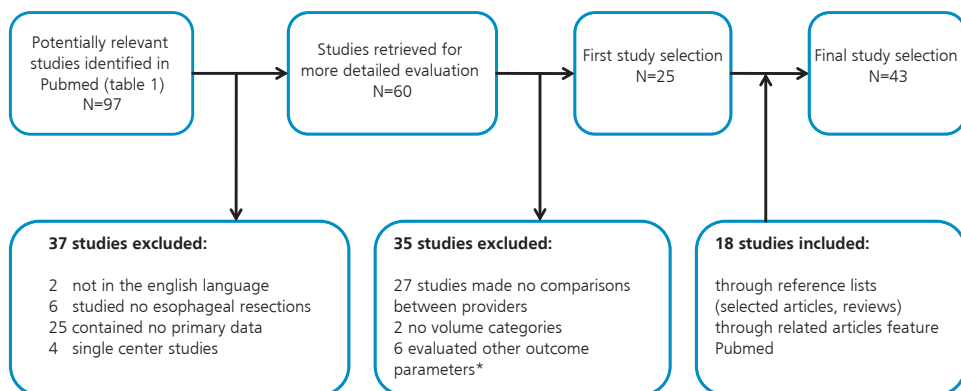 Potentially relevant
studies identified in
Pubmed (table 1)
N=97
Studies retrieved for
more detailed evaluation
N=60
First study selection
N=25
Final study selection
N=43
37 studies excluded:
2 not in the english language
6 studied no esophageal resections
25 contained no primary data
4 single center studies
35 studies excluded:
27 studies made no comparisons
between providers
2 no volume categories
6 evaluated other outcome
parameters*
18 studies included:
through reference lists
(selected articles, reviews)
through related articles feature
Pubmed